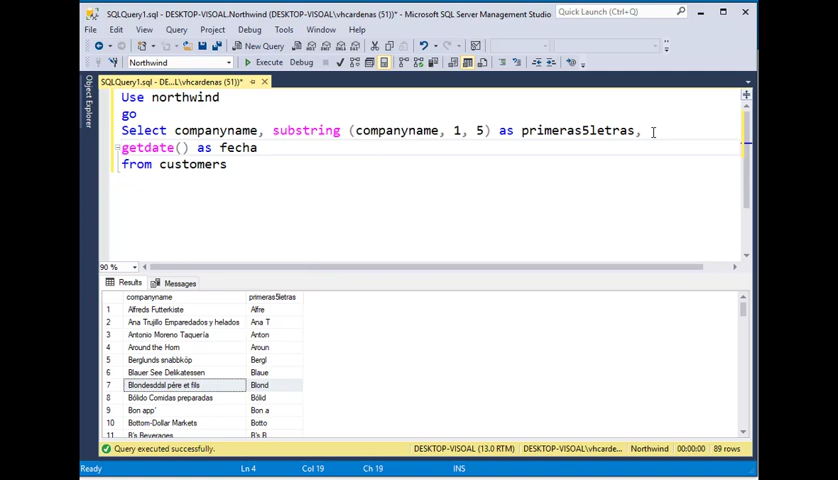 SQLQuery1.sql - DESKTOP-VISOAL.Northwind (DESKTOP-VISOAL\vhcardenas (51))* - Microsoft SQL Server Management Studio
Quick Launch (Ctrl+Q)
File Edit View Query Project Debug Tools Window Help
New Query
Northwind Execute Debug
SQLQuery1.sql - DE...L\vhcardenas (51))*
Object Explorer
Use northwind
go
Select companyname, substring (companyname, 1, 5) as primeras5letras,
getdate() as fecha
from customers
90 %
Results Messages
companyname primeras5letras
1 Alfreds Futterkiste Alfre
2 Ana Trujillo Emparedados y helados Ana T
3 Antonio Moreno Taquería Anton
4 Around the Horn Aroun
5 Berglunds snabbköp Bergl
6 Blauer See Delikatessen Blaue
7 Blondesddsl père et fils Blond
8 Bólido Comidas preparadas Bólid
9 Bon app' Bon a
10 Bottom-Dollar Markets Botto
11 B's Beverages B's B
Query executed successfully. DESKTOP-VISOAL (13.0 RTM) DESKTOP-VISOAL\vhcarde... Northwind 00:00:00 89 rows
Ready Ln 4 Col 19 Ch 19 INS